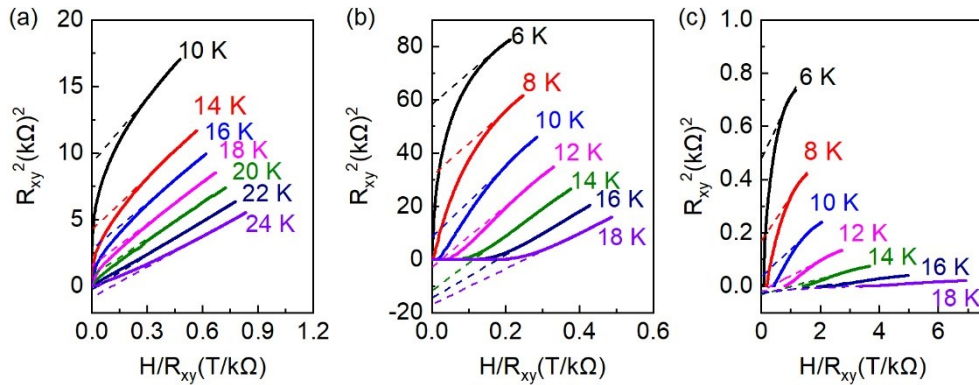 (a)
R_xy^2(kΩ)^2
20
15
10
5
0
0.0 0.3 0.6 0.9 1.2
H/R_xy(T/kΩ)
10 K
14 K
16 K
18 K
20 K
22 K
24 K
(b)
R_xy^2(kΩ)^2
80
60
40
20
0
-20
0.0 0.2 0.4 0.6
H/R_xy(T/kΩ)
6 K
8 K
10 K
12 K
14 K
16 K
18 K
(c)
R_xy^2(kΩ)^2
1.0
0.8
0.6
0.4
0.2
0.0
0 2 4 6
H/R_xy(T/kΩ)
6 K
8 K
10 K
12 K
14 K
16 K
18 K